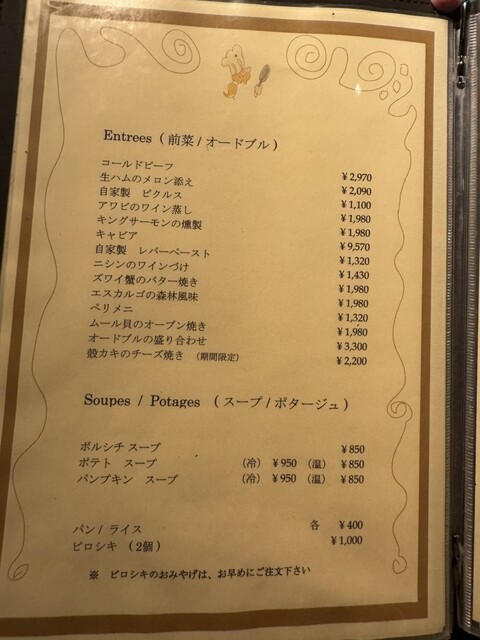 Entrees ( 前菜 / オードブル )
コールドビーフ ¥2,970
生ハムのメロン添え ¥2,090
自家製 ピクルス ¥1,100
アワビのワイン蒸し ¥1,980
キングサーモンの燻製 ¥1,980
キャビア ¥9,570
自家製 レバーペースト ¥1,320
ニシンのワインづけ ¥1,430
ズワイ蟹のバター焼き ¥1,980
エスカルゴの森林風味 ¥1,980
ペリメニ ¥1,320
ムール貝のオーブン焼き ¥1,980
オードブルの盛り合わせ ¥3,300
殻カキのチーズ焼き (期間限定) ¥2,200
Soupes / Potages ( スープ / ポタージュ )
ボルシチ スープ ¥850
ポテト スープ (冷) ¥950 (温) ¥850
パンプキン スープ (冷) ¥950 (温) ¥850
パン / ライス 各 ¥400
ピロシキ ( 2個 ) ¥1,000
※ ピロシキのおみやげは、お早めにご注文下さい